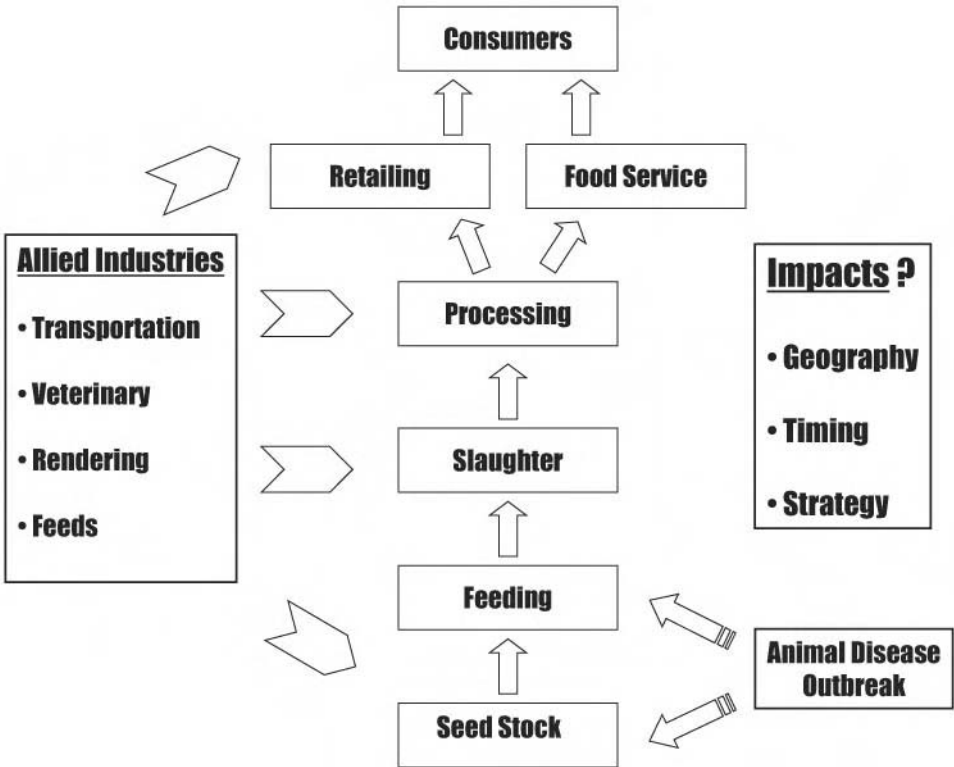 Consumers
Retailing
Food Service
Allied Industries
• Transportation
• Veterinary
• Rendering
• Feeds
Processing
Slaughter
Feeding
Seed Stock
Impacts ?
• Geography
• Timing
• Strategy
Animal Disease
Outbreak